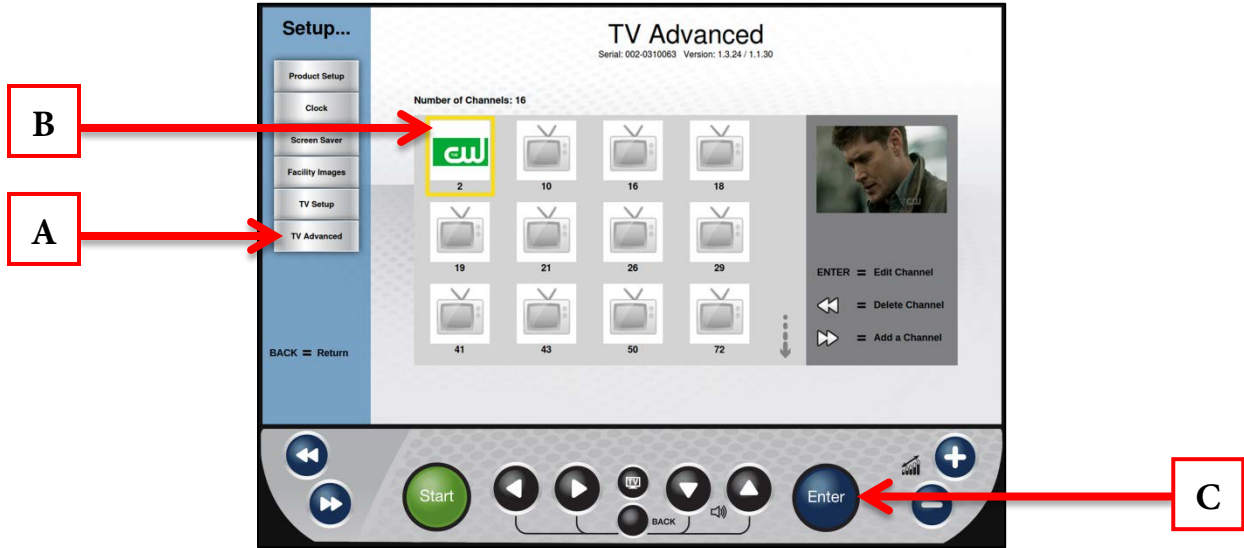 Setup...
Product Setup
Clock
Screen Saver
Facility Images
TV Setup
TV Advanced
BACK = Return
TV Advanced
Serial: 002-0310063 Version: 1.3.24 / 1.1.30
Number of Channels: 16
THE CW
2
10
16
18
19
21
26
29
41
43
50
72
CW
ENTER = Edit Channel
= Delete Channel
= Add a Channel
Start
TV
BACK
Enter
B
A
C